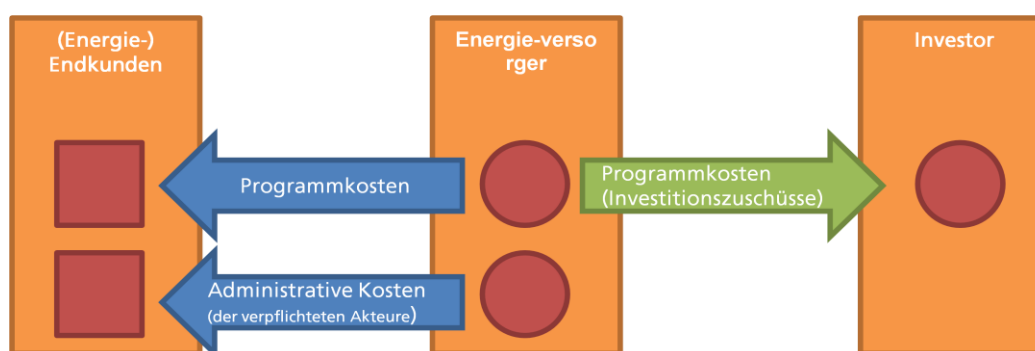 (Energie-)
Endkunden
Energie-verso
rger
Investor
Programmkosten
Programmkosten
(Investitionszuschüsse)
Administrative Kosten
(der verpflichteten Akteure)